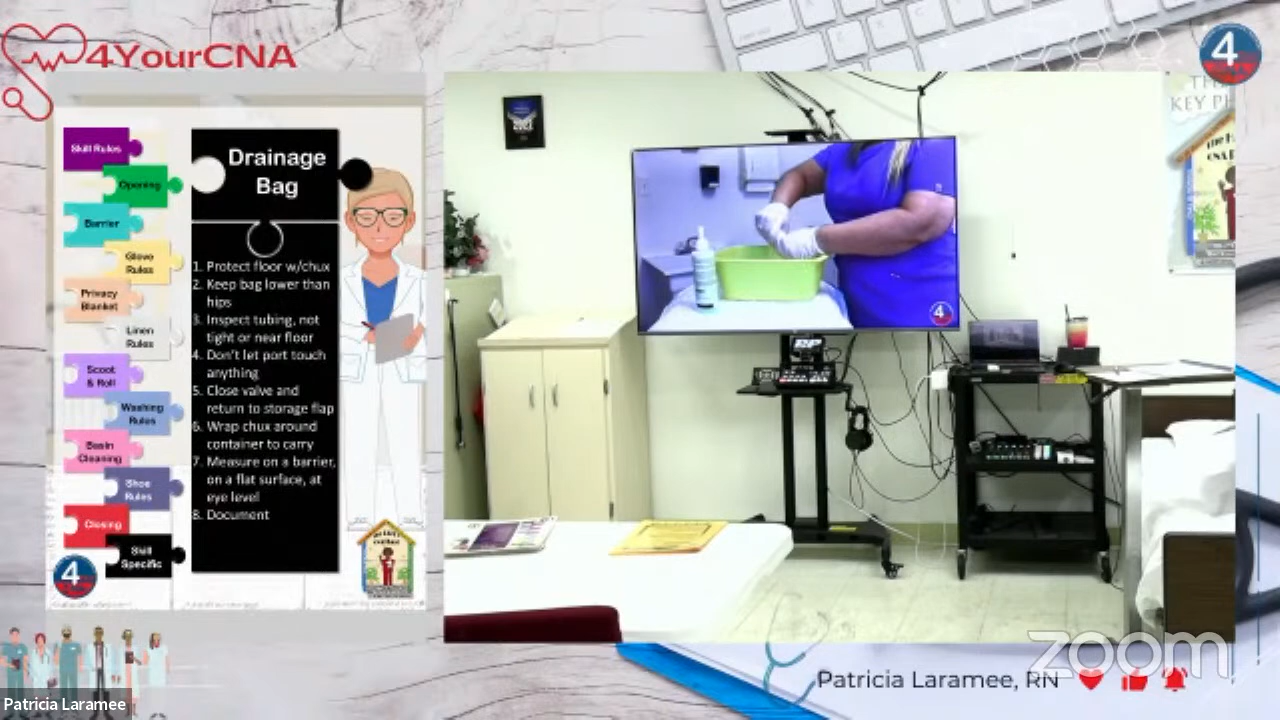 4YourCNA
4
THE
KEY PH
Skill Rules
Opening
Barrier
Glove
Rules
Privacy
Blanket
Linen
Rules
Scoot
& Roll
Washing
Rules
Basin
Cleaning
Shoe
Rules
Closing
Skill
Specific
4
Drainage
Bag
1. Protect floor w/chux
2. Keep bag lower than
hips
3. Inspect tubing, not
tight or near floor
4. Don't let port touch
anything
5. Close valve and
return to storage flap
6. Wrap chux around
container to carry
7. Measure on a barrier,
on a flat surface, at
eye level
8. Document
4
zoom
Patricia Laramee, RN
Patricia Laramee